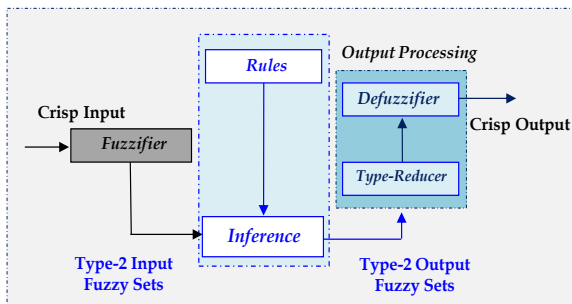 Output Processing
Rules
Defuzzifier
Crisp Input
Crisp Output
Fuzzifier
Type-Reducer
Inference
Type-2 Input
Fuzzy Sets
Type-2 Output
Fuzzy Sets